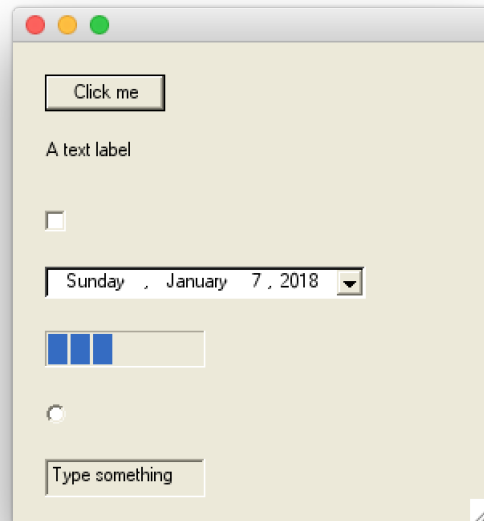 Click me
A text label
Sunday , January 7 , 2018
Type something